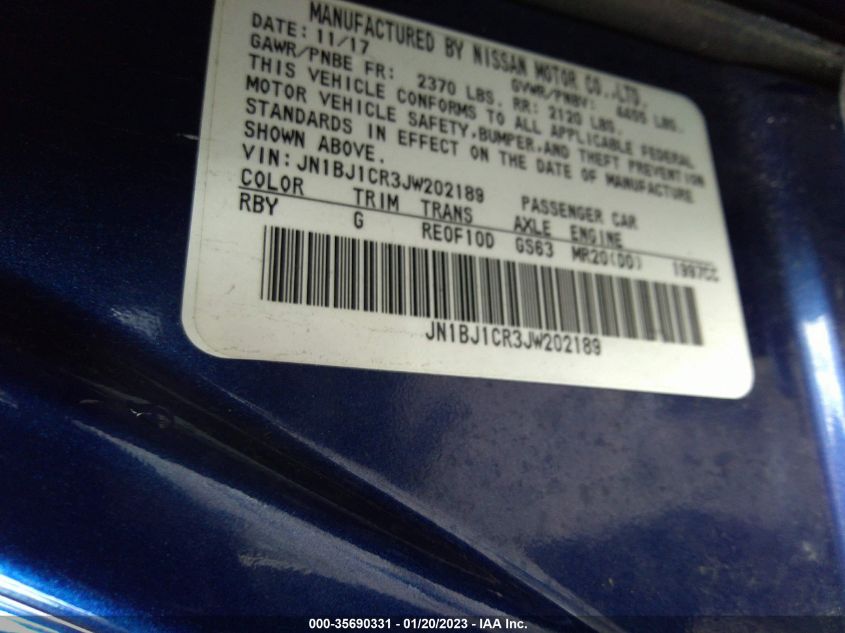 MANUFACTURED BY NISSAN MOTOR CO.,LTD.
DATE: 11/17 GVWR/PNBV: 4455 LBS.
GAWR/PNBE FR: 2370 LBS. RR: 2120 LBS.
THIS VEHICLE CONFORMS TO ALL APPLICABLE FEDERAL
MOTOR VEHICLE SAFETY,BUMPER,AND THEFT PREVENTION
STANDARDS IN EFFECT ON THE DATE OF MANUFACTURE
SHOWN ABOVE.
VIN: JN1BJ1CR3JW202189 PASSENGER CAR
COLOR TRIM TRANS AXLE ENGINE
RBY G RE0F10D GS63 MR20(DD) 1997CC
JN1BJ1CR3JW202189
000-35690331 - 01/20/2023 - IAA Inc.